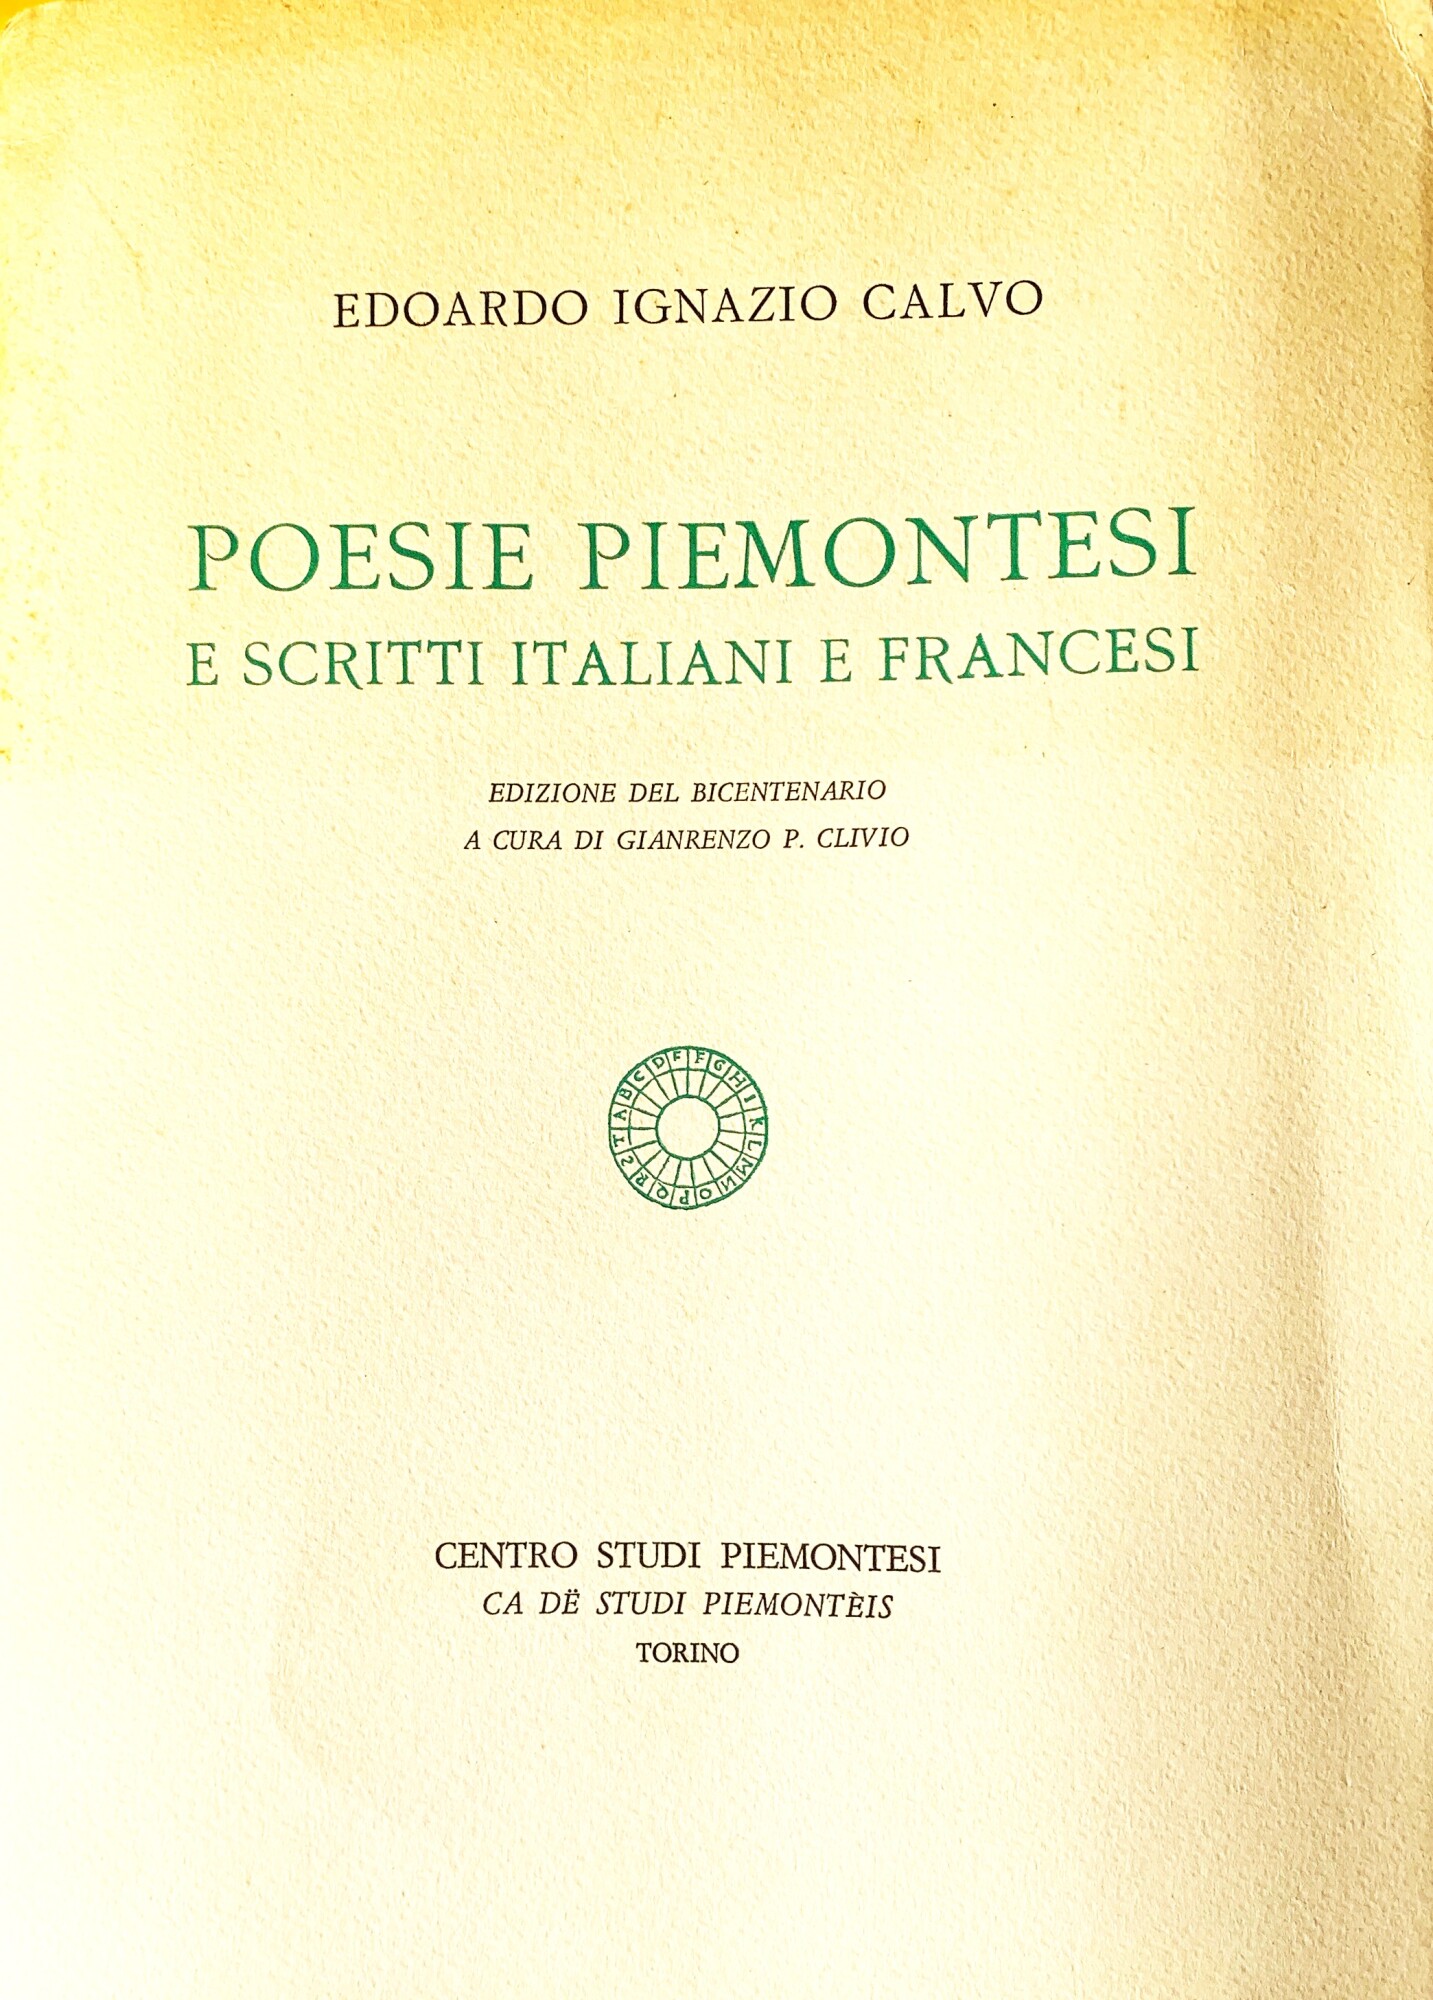 EDOARDO IGNAZIO CALVO
POESIE PIEMONTESI
E SCRITTI ITALIANI E FRANCESI
EDIZIONE DEL BICENTENARIO
A CURA DI GIANRENZO P. CLIVIO
A B C D F F G H I K L M N O P Q R S T
CENTRO STUDI PIEMONTESI
CA DË STUDI PIEMONTÈIS
TORINO